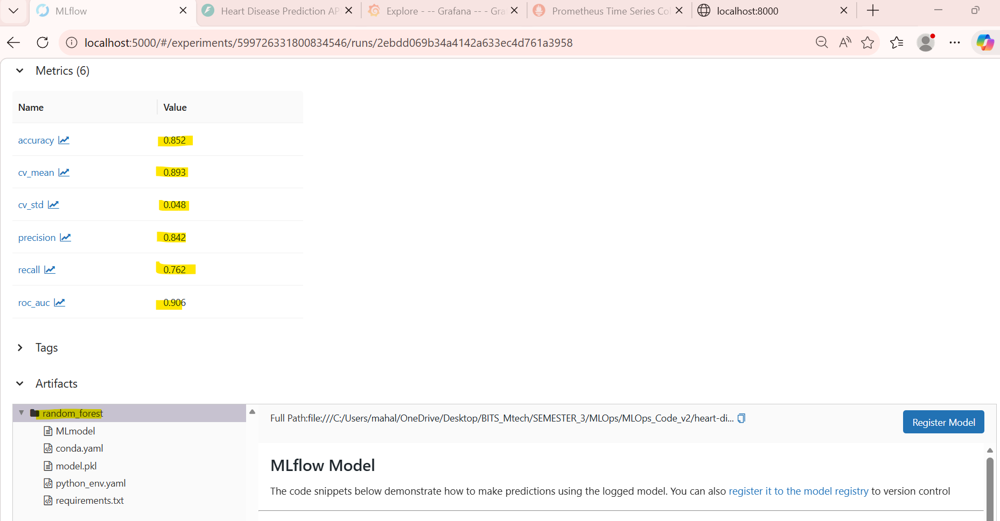 MLflow
Heart Disease Prediction AP
Explore - -- Grafana -- - Gra
Prometheus Time Series Col
localhost:8000
localhost:5000/#/experiments/599726331800834546/runs/2ebdd069b34a4142a633ec4d761a3958
Metrics (6)
Name Value
accuracy 0.852
cv_mean 0.893
cv_std 0.048
precision 0.842
recall 0.762
roc_auc 0.906
Tags
Artifacts
random_forest
MLmodel
conda.yaml
model.pkl
python_env.yaml
requirements.txt
Full Path:file:///C:/Users/mahal/OneDrive/Desktop/BITS_Mtech/SEMESTER_3/MLOps/MLOps_Code_v2/heart-di...
Register Model
MLflow Model
The code snippets below demonstrate how to make predictions using the logged model. You can also register it to the model registry to version control